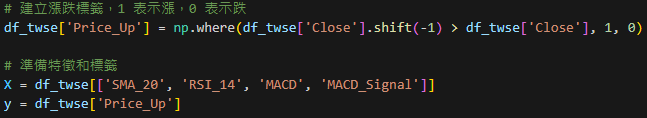 # 建立漲跌標籤，1 表示漲，0 表示跌
df_twse['Price_Up'] = np.where(df_twse['Close'].shift(-1) > df_twse['Close'], 1, 0)
# 準備特徵和標籤
X = df_twse[['SMA_20', 'RSI_14', 'MACD', 'MACD_Signal']]
y = df_twse['Price_Up']